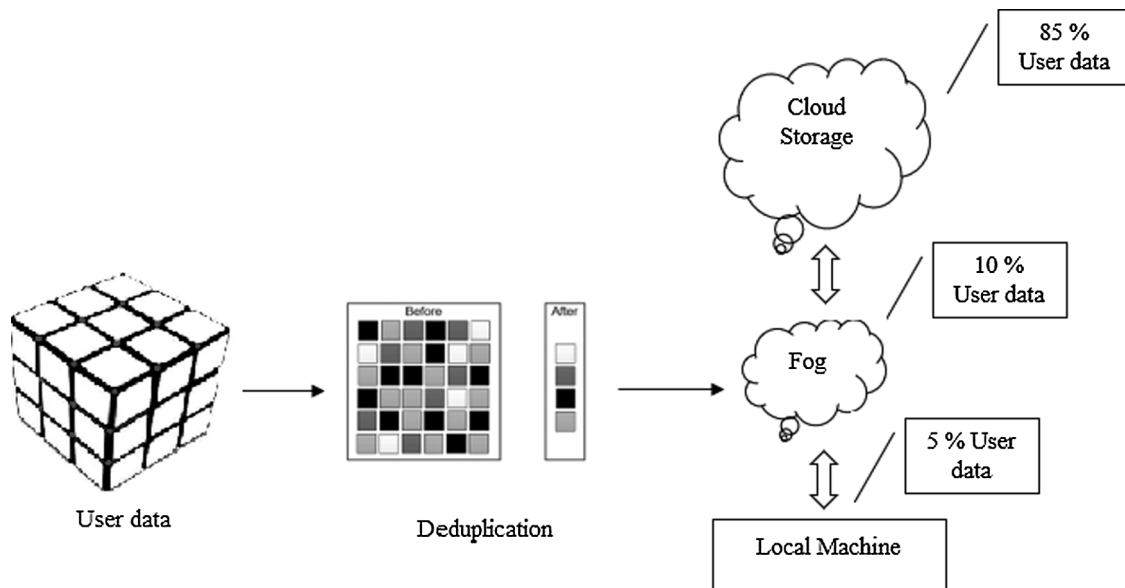 85 %
User data
Cloud
Storage
10 %
User data
Before
After
Fog
5 % User
data
User data
Deduplication
Local Machine